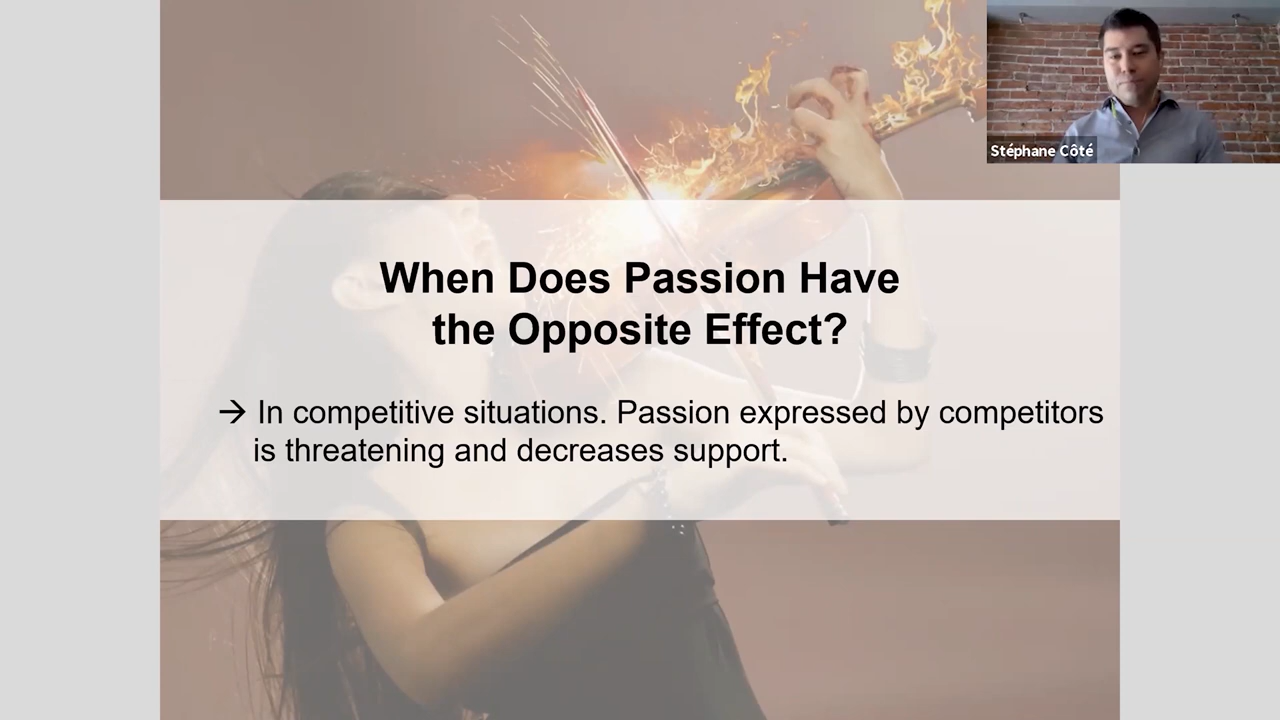 Stéphane Côté
When Does Passion Have
the Opposite Effect?
→ In competitive situations. Passion expressed by competitors
is threatening and decreases support.